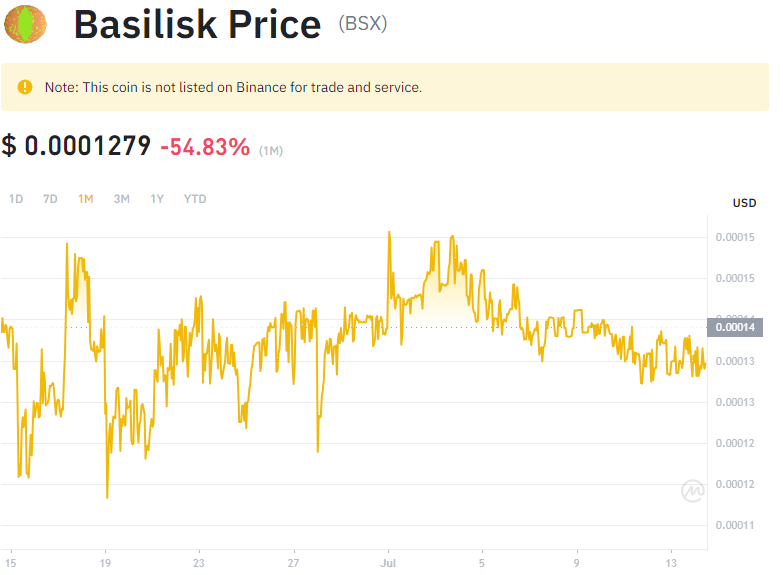 Basilisk Price (BSX)
Note: This coin is not listed on Binance for trade and service.
$ 0.0001279 -54.83% (1M)
1D 7D 1M 3M 1Y YTD
USD
0.00015
0.00015
0.00014
0.00014
0.00013
0.00013
0.00012
0.00012
0.00011
15 19 23 27 Jul 5 9 13